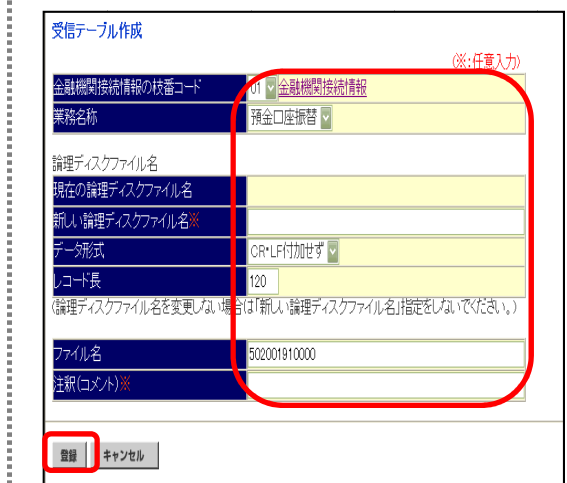 受信テーブル作成
(※:任意入力)
金融機関接続情報の枝番コード 01 金融機関接続情報
業務名称 預金口座振替
論理ディスクファイル名
現在の論理ディスクファイル名
新しい論理ディスクファイル名※
データ形式 CR・LF付加せず
レコード長 120
(論理ディスクファイル名を変更しない場合は「新しい論理ディスクファイル名」指定をしないでください。)
ファイル名 502001910000
注釈(コメント)※
登録 キャンセル